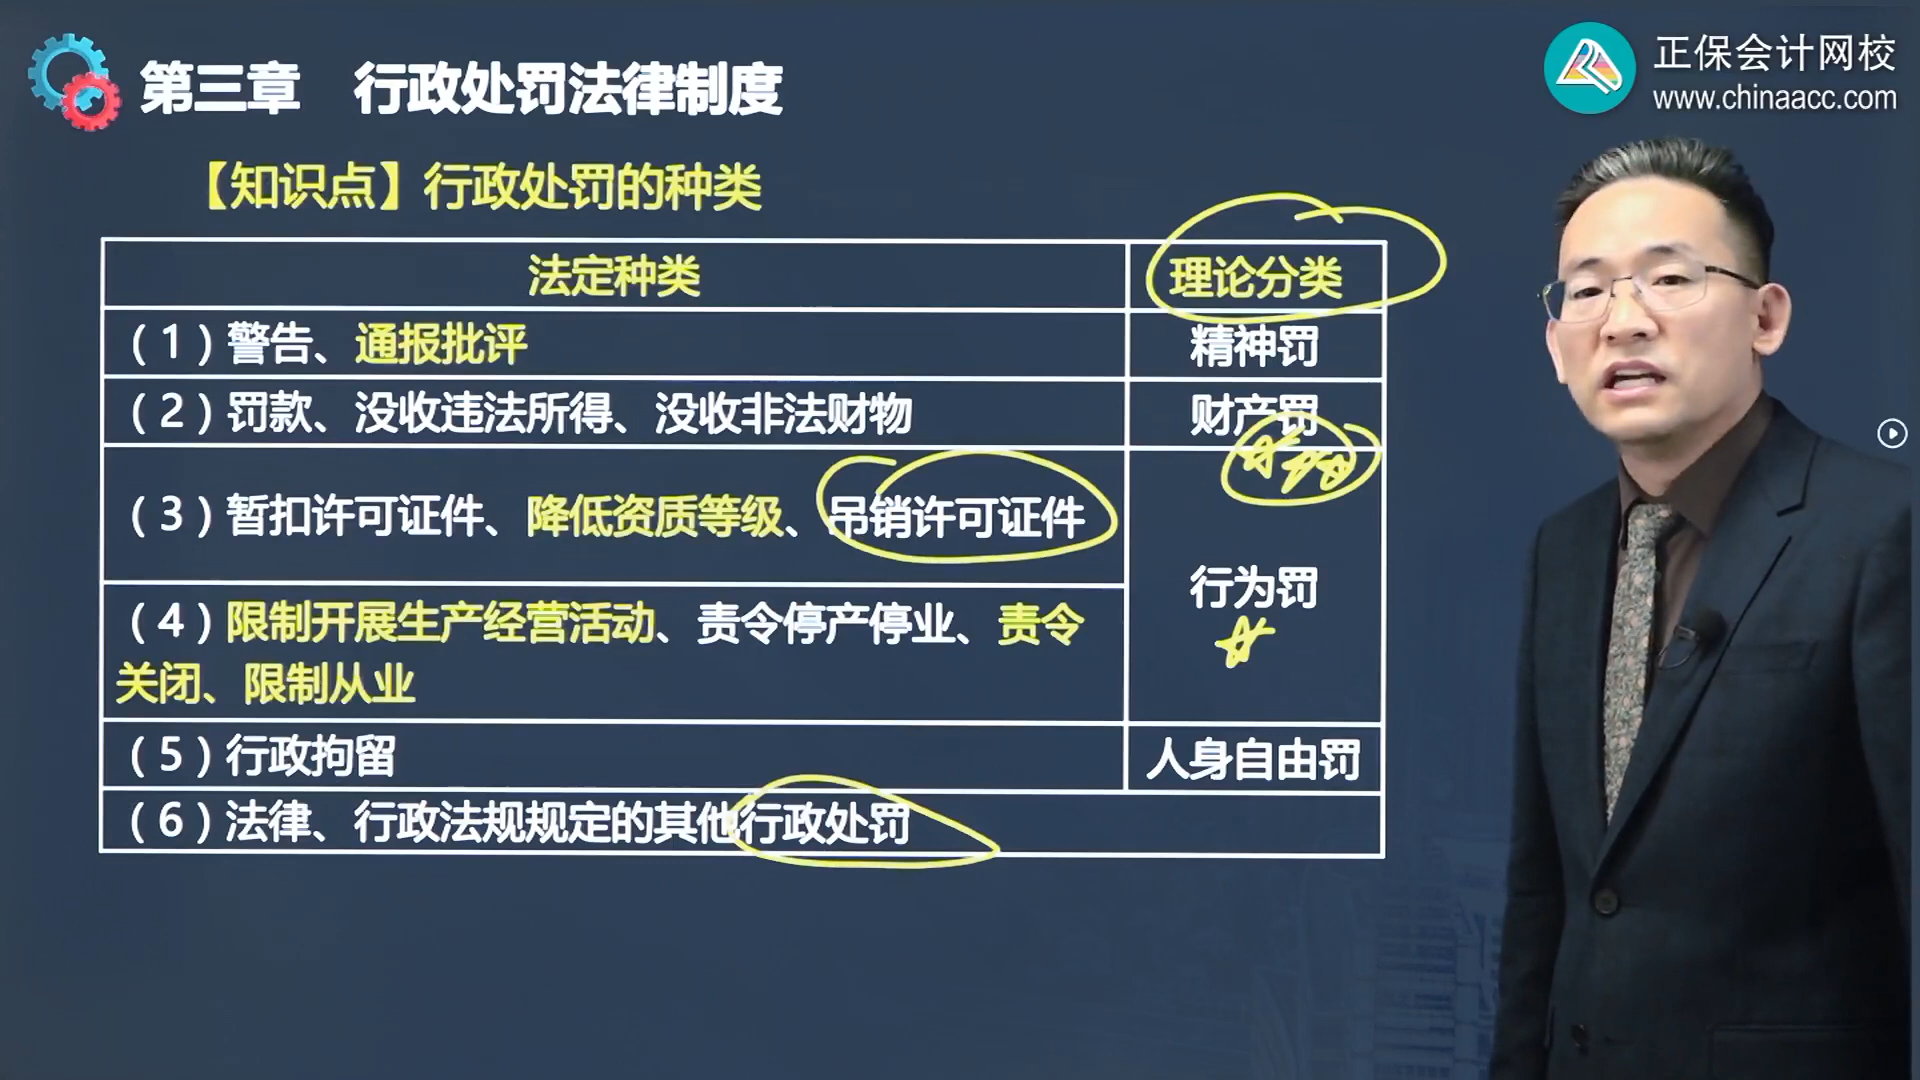 第三章 行政处罚法律制度
正保会计网校
www.chinaacc.com
【知识点】行政处罚的种类
法定种类
理论分类
（1）警告、通报批评
精神罚
（2）罚款、没收违法所得、没收非法财物
财产罚
（3）暂扣许可证件、降低资质等级、吊销许可证件
行为罚
（4）限制开展生产经营活动、责令停产停业、责令
关闭、限制从业
（5）行政拘留
人身自由罚
（6）法律、行政法规规定的其他行政处罚